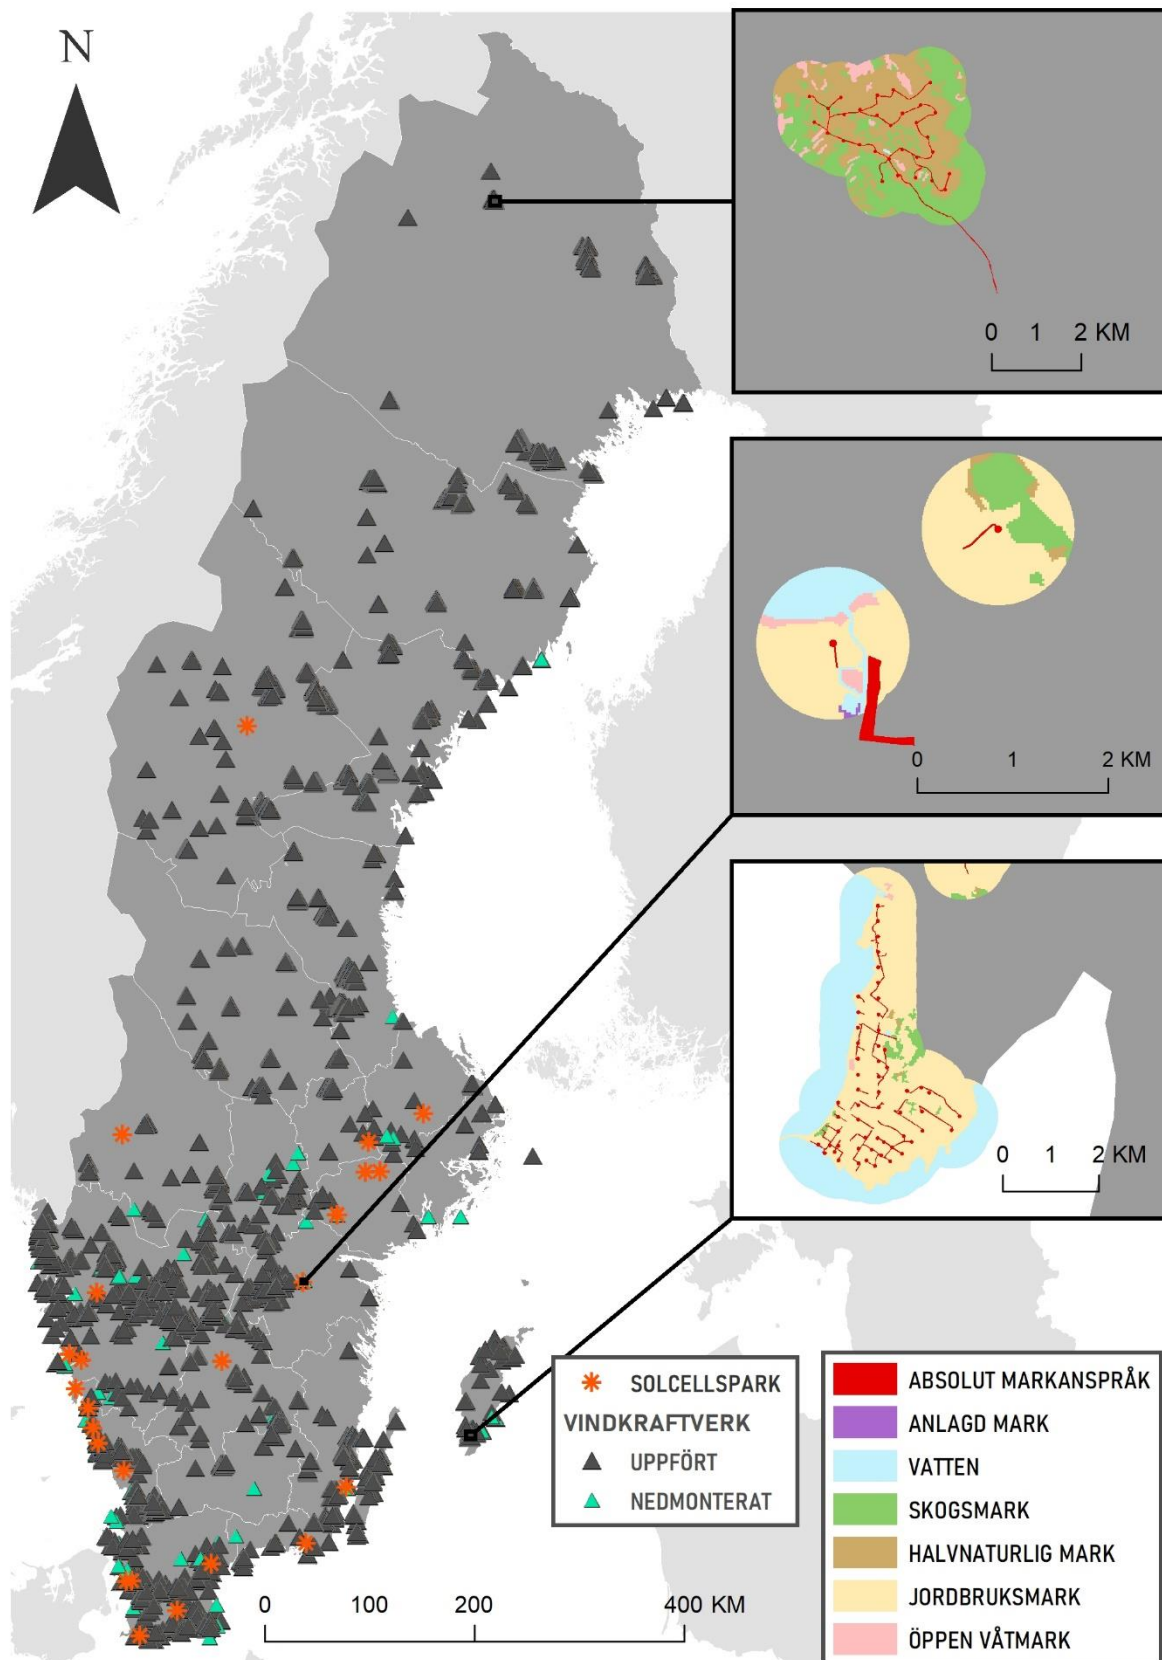 N
0 1 2 KM
0 1 2 KM
0 1 2 KM
SOLCELLSPARK
VINDKRAFTVERK
UPPFÖRT
NEDMONTERAT
ABSOLUT MARKANSPRÅK
ANLAGD MARK
VATTEN
SKOGSMARK
HALVNATURLIG MARK
JORDBRUKSMARK
ÖPPEN VÅTMARK
0 100 200 400 KM